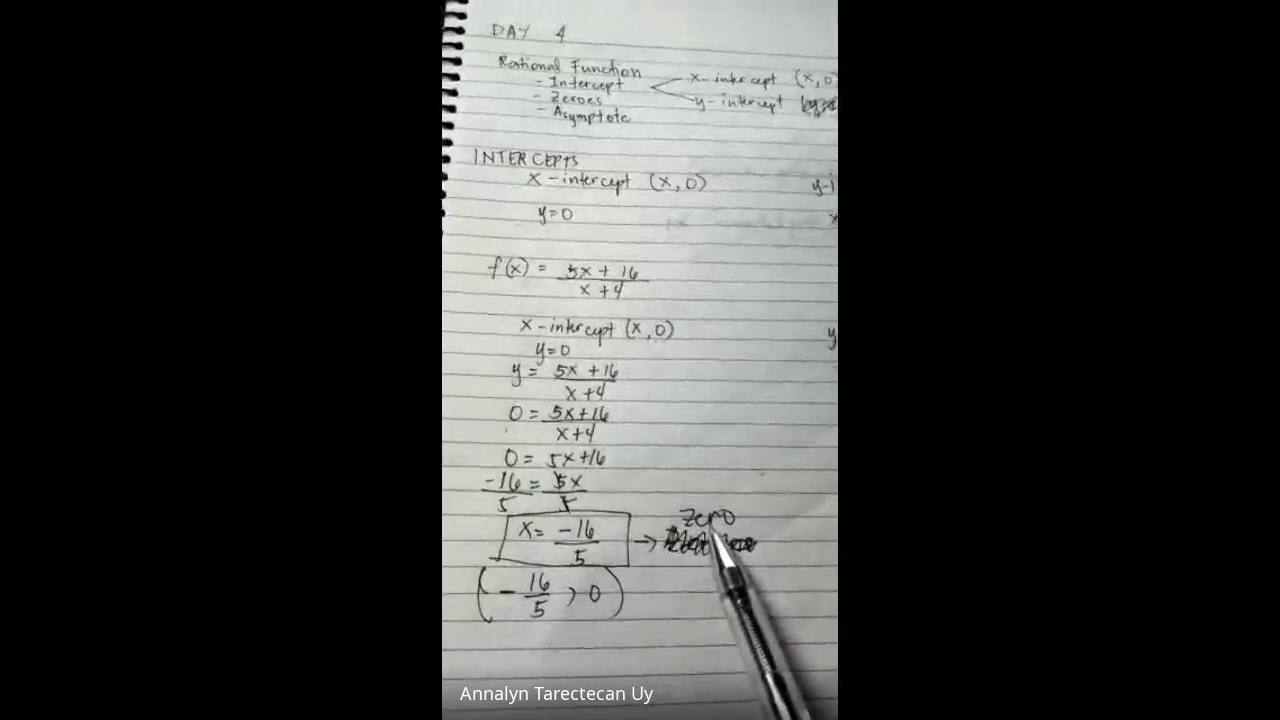 DAY 4
Rational Function
- Intercept
- Zeroes
- Asymptote
x-intercept (x, 0)
y-intercept
INTERCEPTS
x-intercept (x, 0)
y-i
y=0
f(x) = 5x + 16
x + 4
x-intercept (x, 0)
y
y=0
y = 5x + 16
x + 4
0 = 5x + 16
x + 4
0 = 5x + 16
-16 = 5x
5 5
x = -16
5
→ Zero
(- 16 , 0)
5
Annalyn Tarectecan Uy